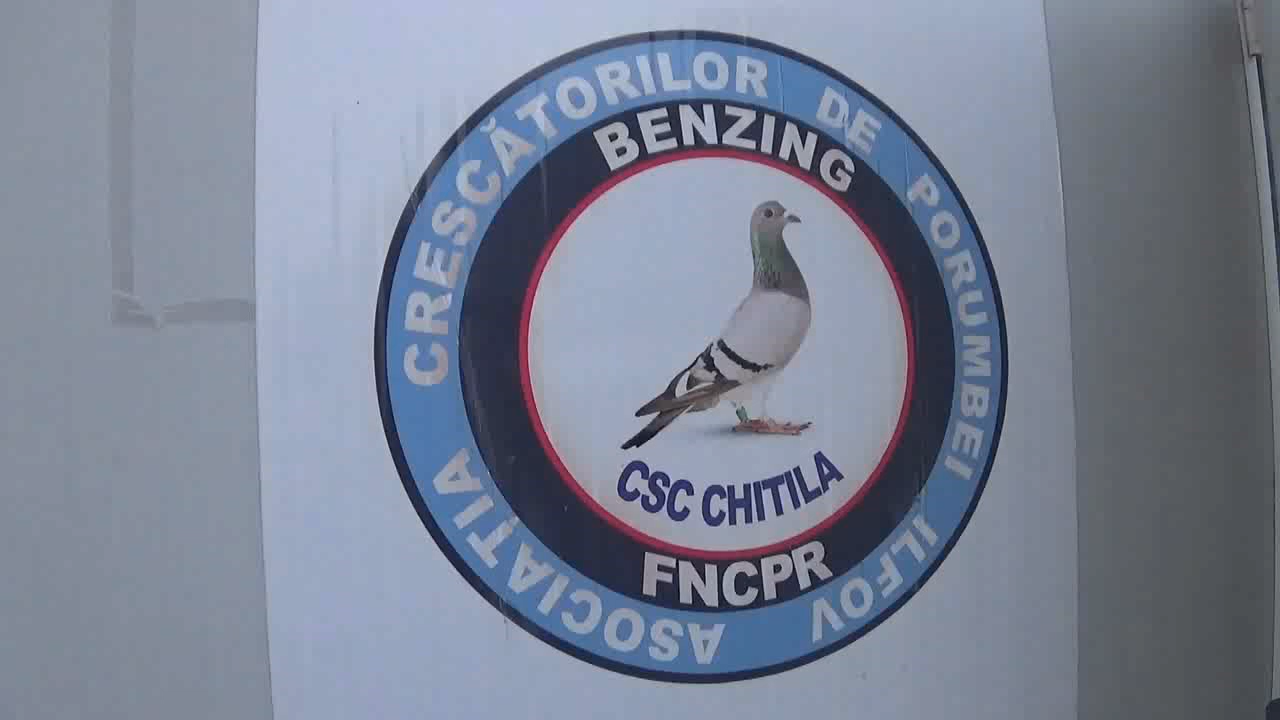 ASOCIAȚIA CRESCĂTORILOR DE PORUMBEI ILFOV
BENZING
CSC CHITILA
FNCPR